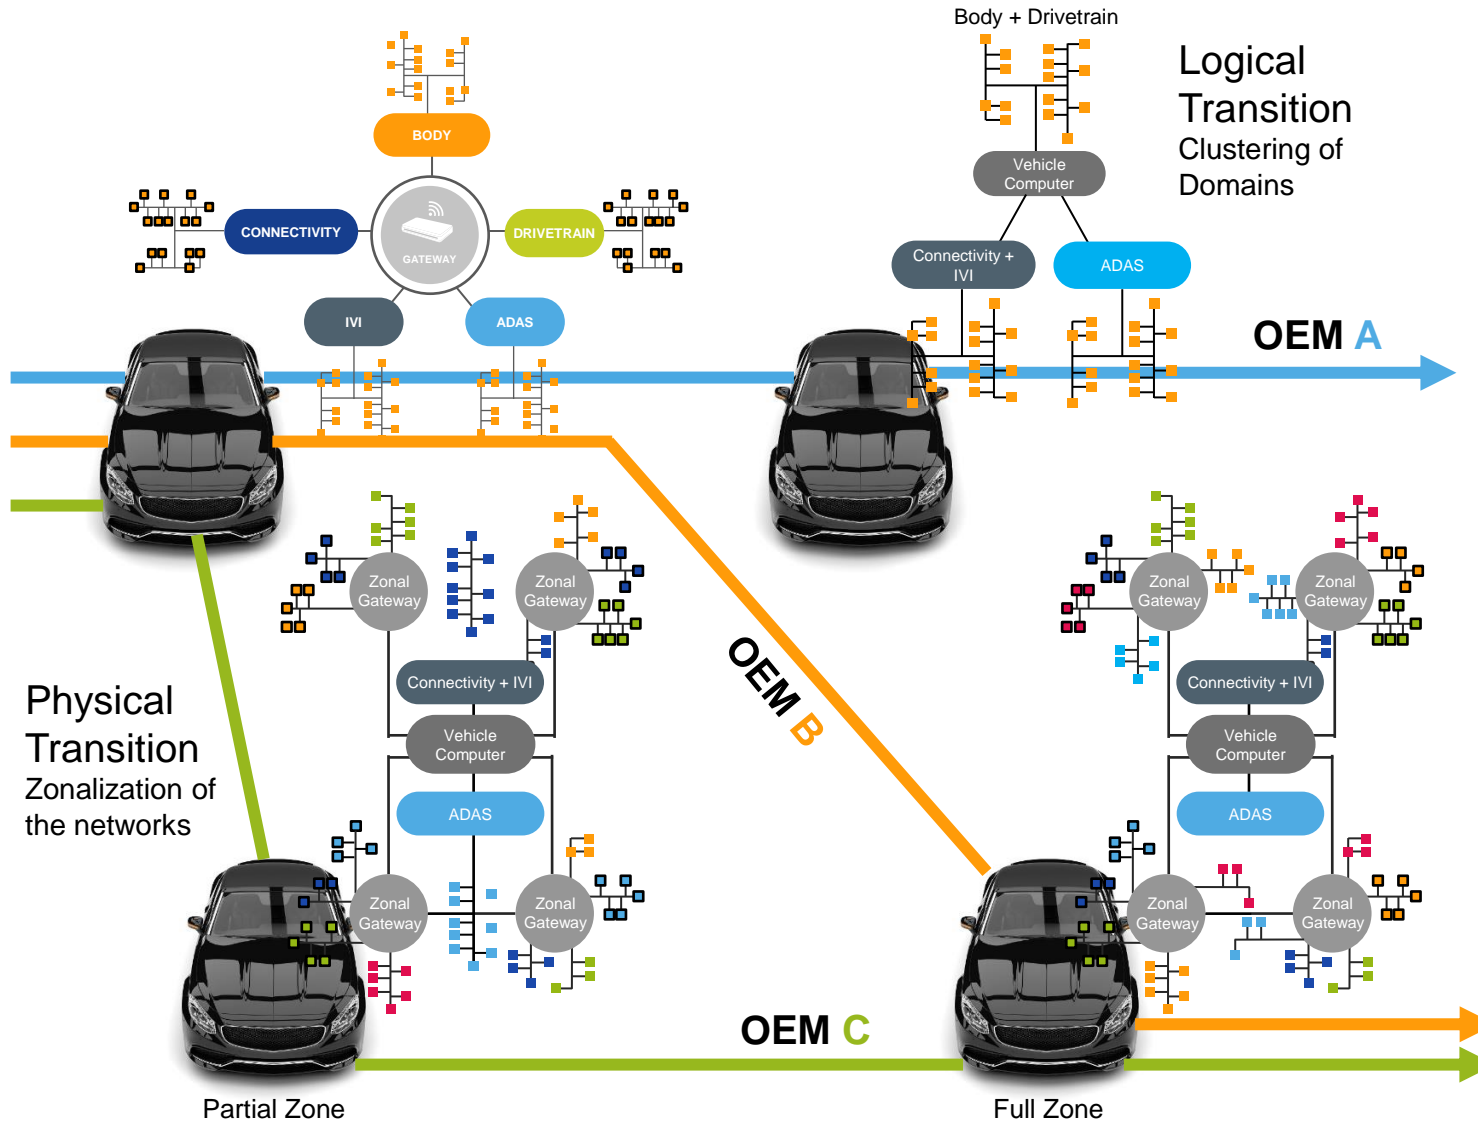 Body + Drivetrain
Logical
Transition
Clustering of
Domains
BODY
CONNECTIVITY
GATEWAY
DRIVETRAIN
IVI
ADAS
Vehicle
Computer
Connectivity +
IVI
ADAS
OEM A
Zonal
Gateway
Zonal
Gateway
Connectivity + IVI
Vehicle
Computer
ADAS
Zonal
Gateway
Zonal
Gateway
Physical
Transition
Zonalization of
the networks
OEM B
Zonal
Gateway
Zonal
Gateway
Connectivity + IVI
Vehicle
Computer
ADAS
Zonal
Gateway
Zonal
Gateway
OEM C
Partial Zone
Full Zone